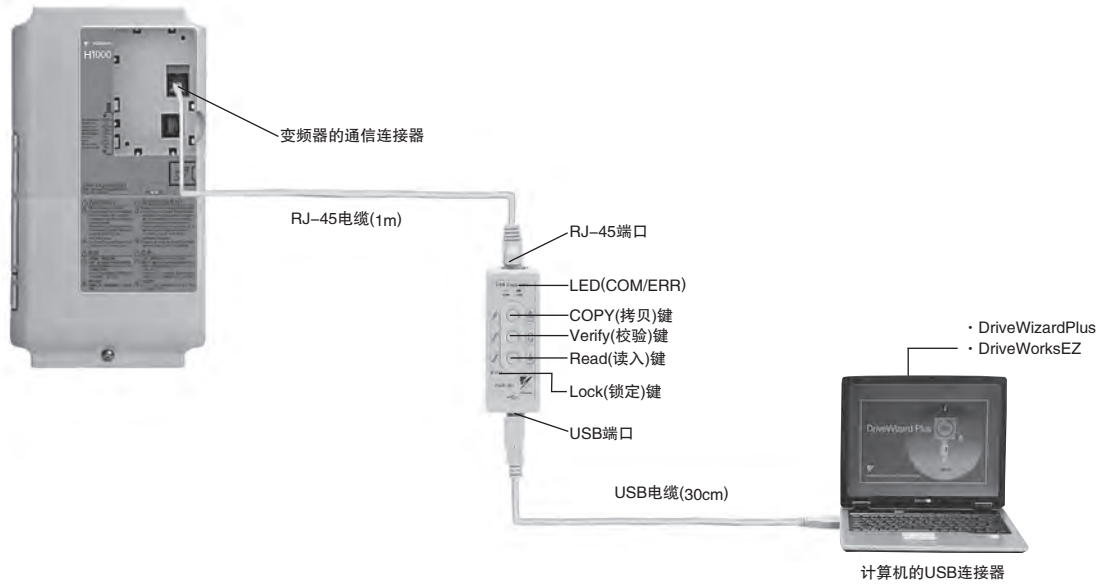 H1000
变频器的通信连接器
RJ-45电缆(1m)
RJ-45端口
LED(COM/ERR)
COPY(拷贝)键
Verify(校验)键
Read(读入)键
Lock(锁定)键
USB端口
USB电缆(30cm)
・DriveWizardPlus
・DriveWorksEZ
DriveWizard Plus
计算机的USB连接器